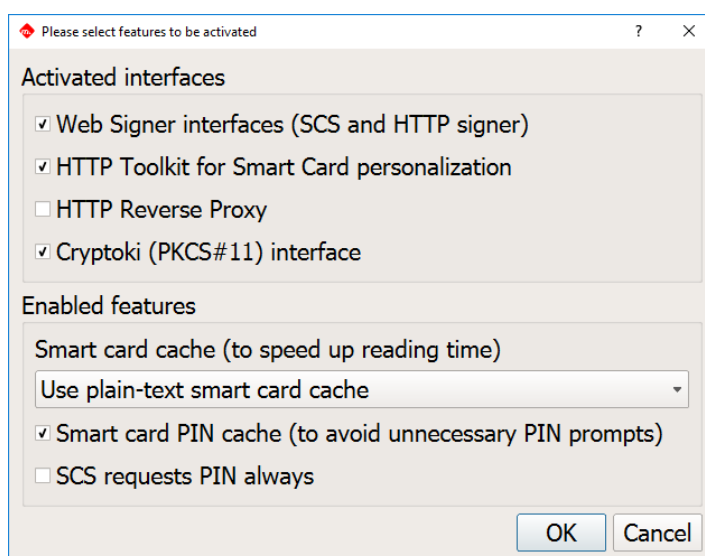 Please select features to be activated
Activated interfaces
Web Signer interfaces (SCS and HTTP signer)
HTTP Toolkit for Smart Card personalization
HTTP Reverse Proxy
Cryptoki (PKCS#11) interface
Enabled features
Smart card cache (to speed up reading time)
Use plain-text smart card cache
Smart card PIN cache (to avoid unnecessary PIN prompts)
SCS requests PIN always
OK Cancel